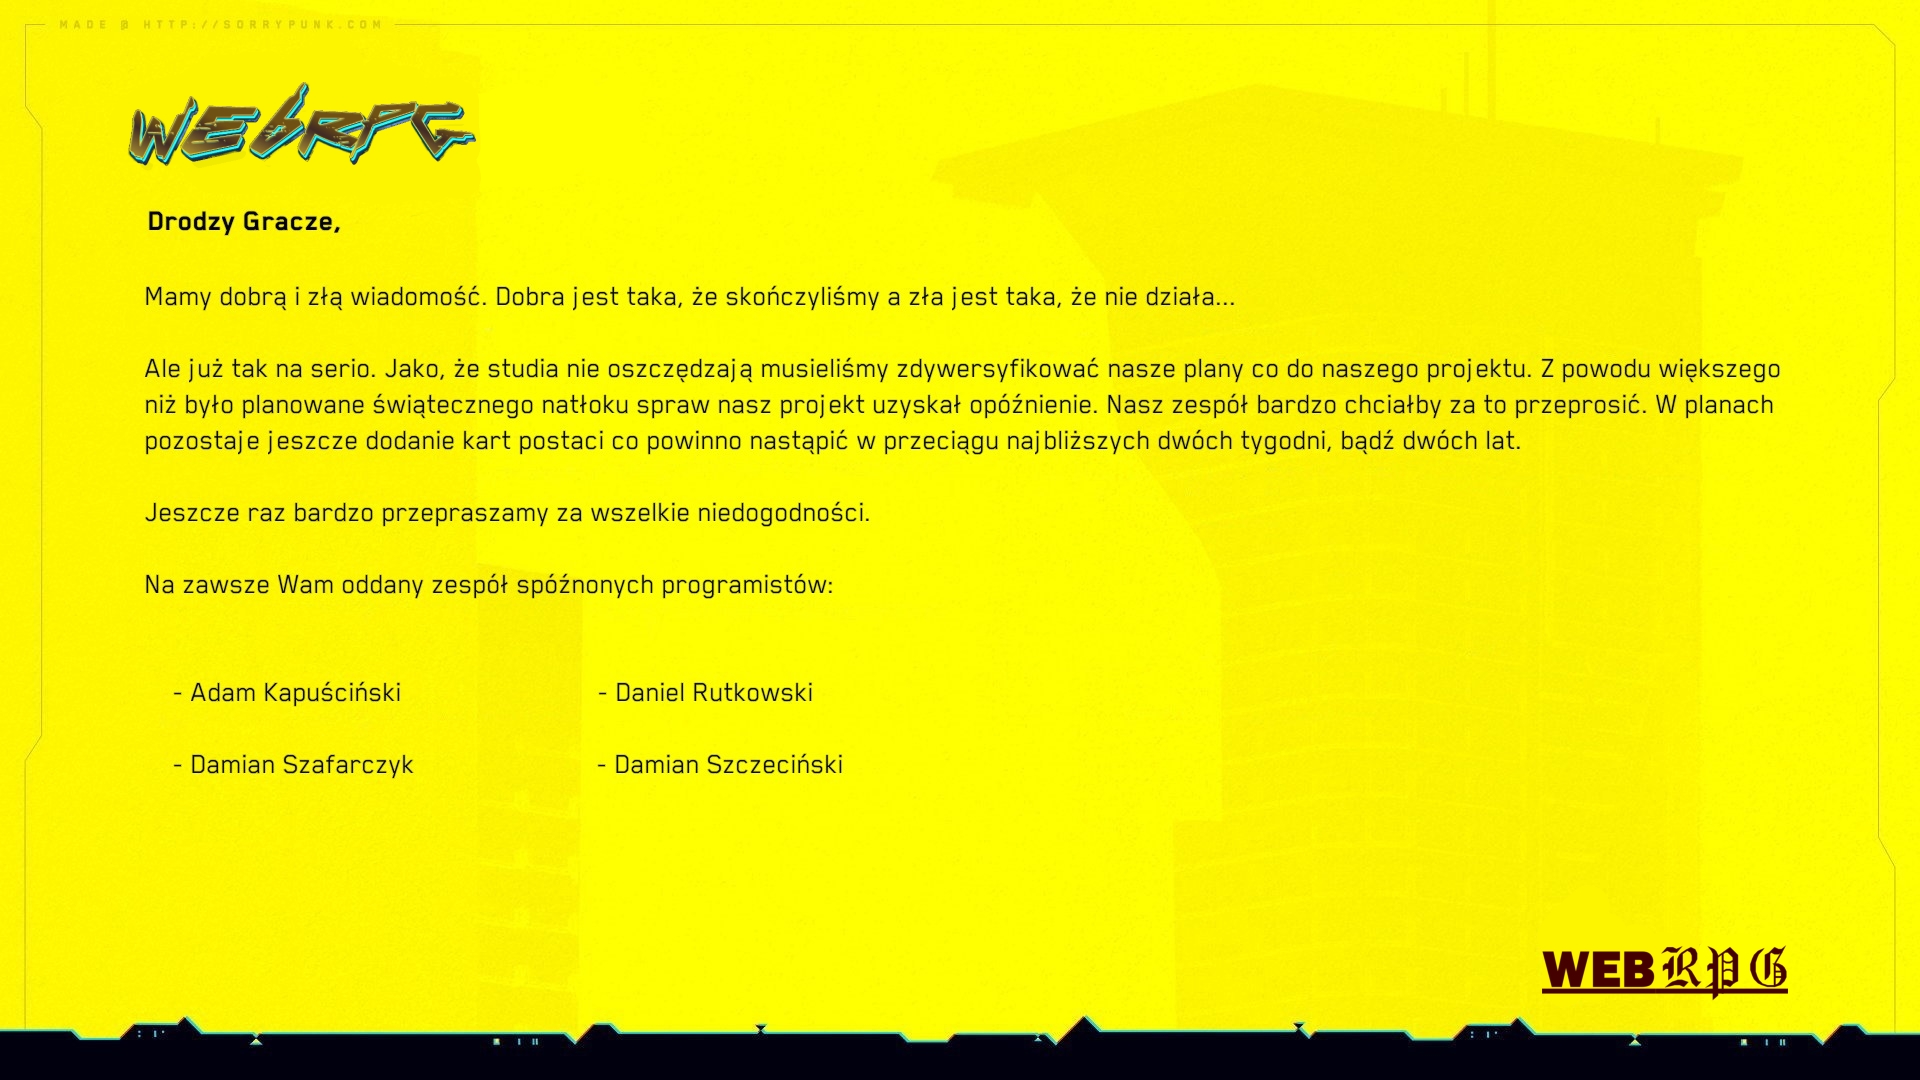 MADE @ HTTP://SORRYPUNK.COM
WEbRPG
Drodzy Gracze,
Mamy dobrą i złą wiadomość. Dobra jest taka, że skończyliśmy a zła jest taka, że nie działa...
Ale już tak na serio. Jako, że studia nie oszczędzają musieliśmy zdywersyfikować nasze plany co do naszego projektu. Z powodu większego
niż było planowane świątecznego natłoku spraw nasz projekt uzyskał opóźnienie. Nasz zespół bardzo chciałby za to przeprosić. W planach
pozostaje jeszcze dodanie kart postaci co powinno nastąpić w przeciągu najbliższych dwóch tygodni, bądź dwóch lat.
Jeszcze raz bardzo przepraszamy za wszelkie niedogodności.
Na zawsze Wam oddany zespół spóźnonych programistów:
- Adam Kapuściński - Daniel Rutkowski
- Damian Szafarczyk - Damian Szczeciński
WEB RPG